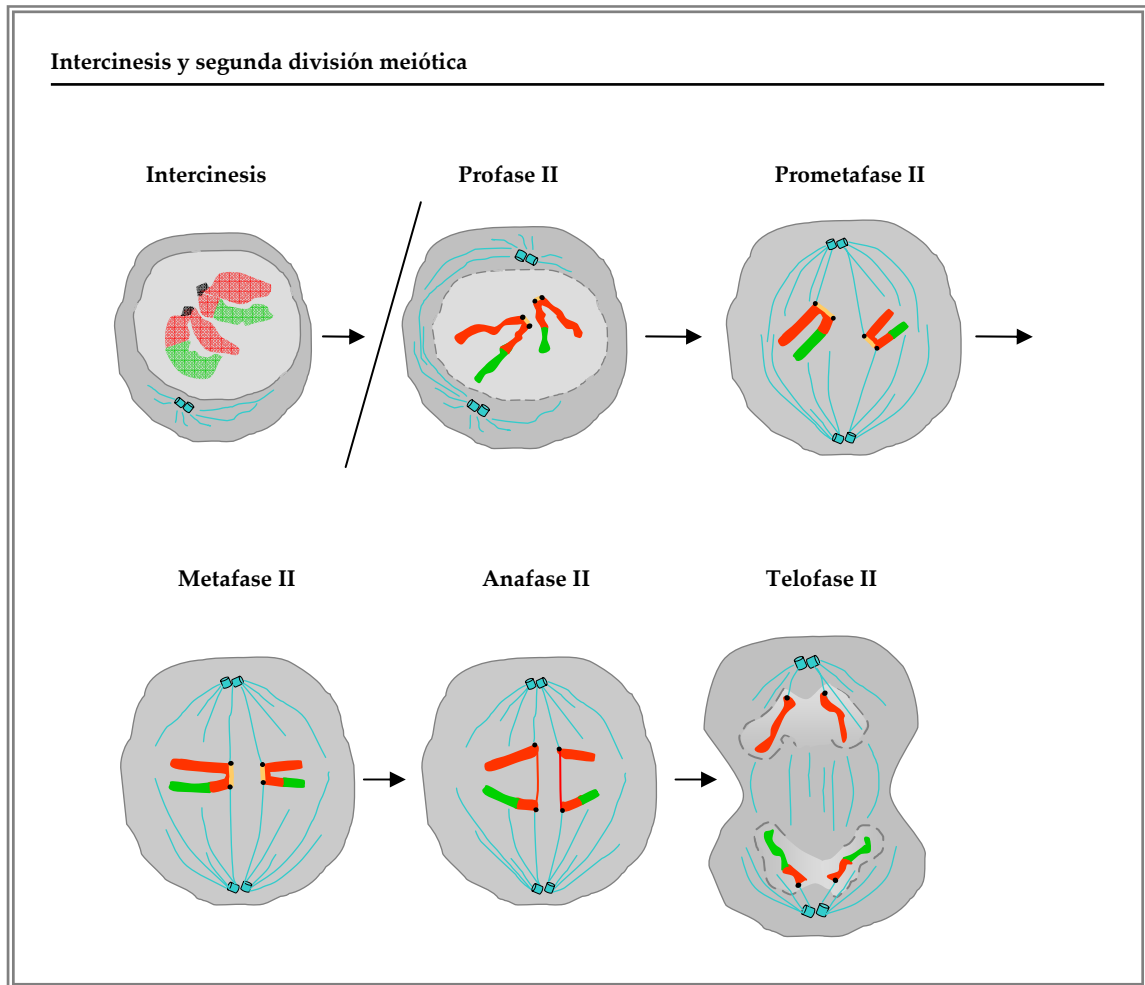 Intercinesis y segunda división meiótica
Intercinesis
Profase II
Prometafase II
Metafase II
Anafase II
Telofase II